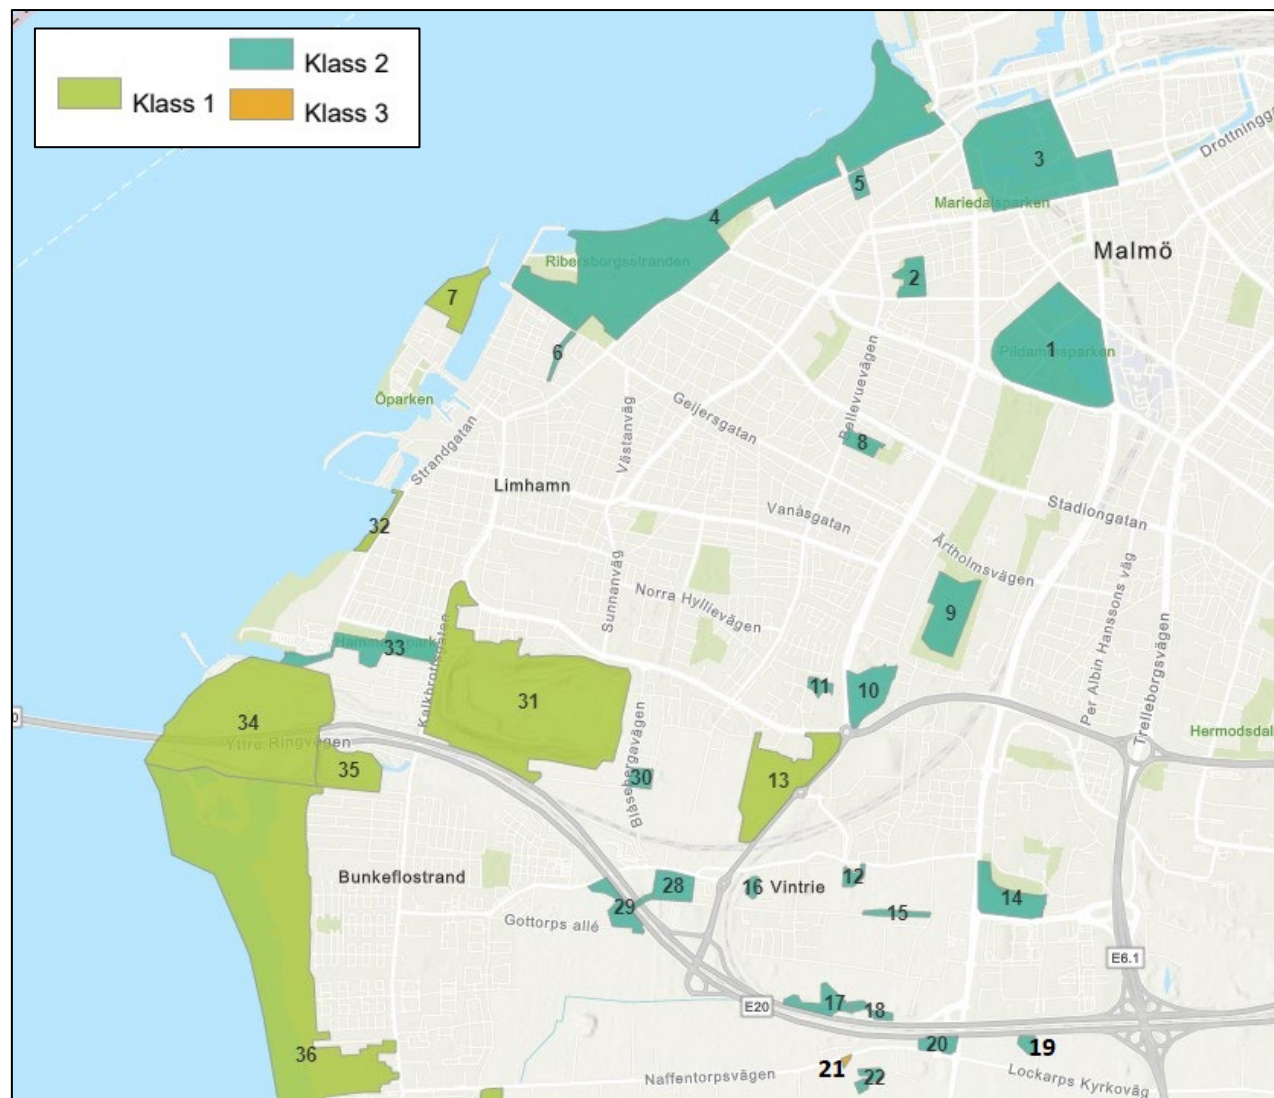 Klass 1
Klass 2
Klass 3
3
Drottningga
5
Mariedalsparken
4
Malmö
Ribersborgsstranden
2
7
1
Pildammsparken
6
Öparken
Bellevuevägen
Geijersgatan
Västanväg
8
Strandgatan
Limhamn
Stadiongatan
Vanåsgatan
32
Ärtholmsvägen
Norra Hyllievägen
Sunnanväg
9
Per Albin Hanssons väg
Trelleborgsvägen
33
Kalkbrottsgatan
11
10
31
34
Yttre Ringvägen
Hermodsdal
35
30
13
Blåsebergavägen
Bunkeflostrand
28
16
Vintrie
12
14
29
15
Gottorps allé
E6.1
17
18
E20
36
20
19
21
22
Naffentorpsvägen
Lockarps Kyrkoväg